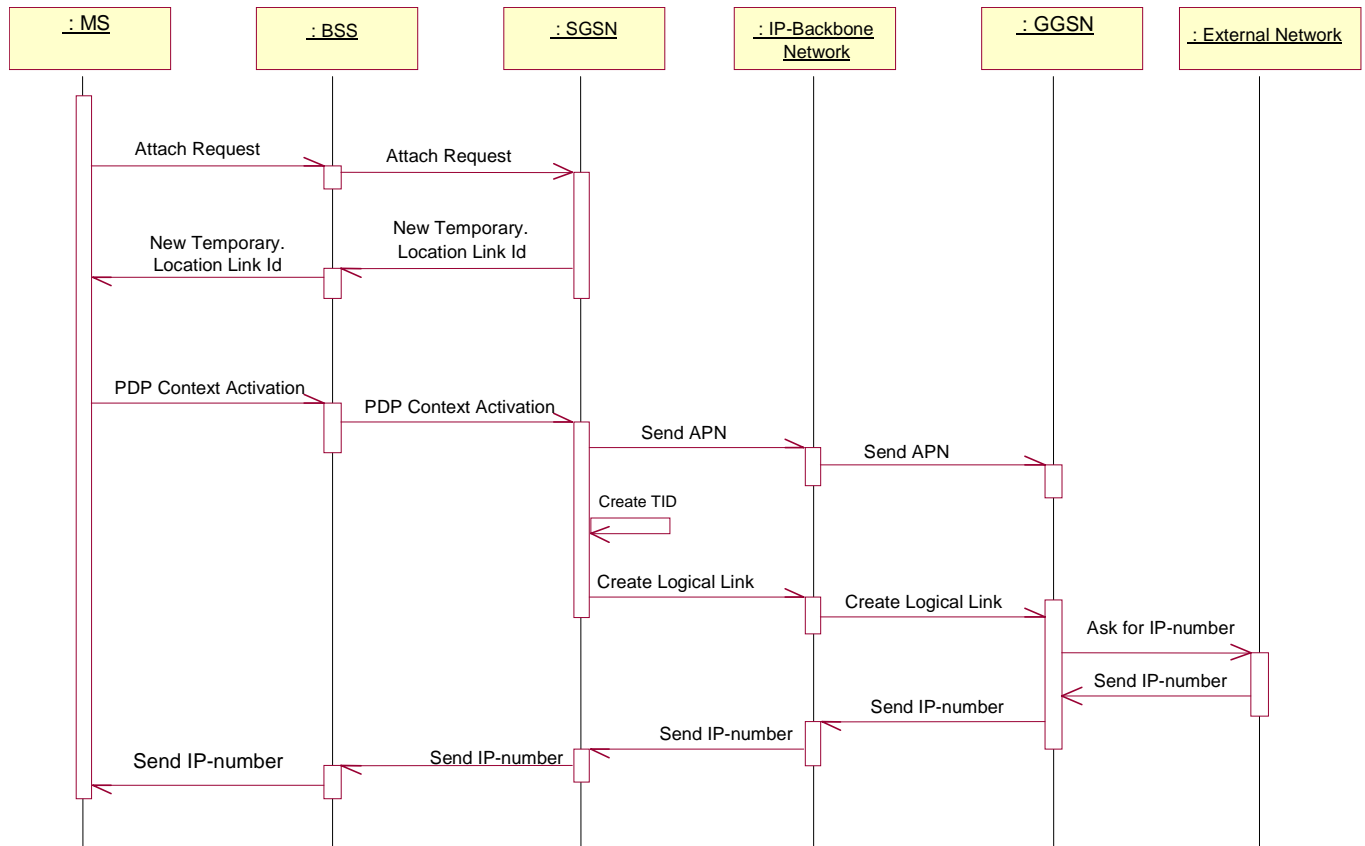 : MS
: BSS
: SGSN
: IP-Backbone
Network
: GGSN
: External Network
Attach Request
Attach Request
New Temporary.
Location Link Id
New Temporary.
Location Link Id
PDP Context Activation
PDP Context Activation
Send APN
Send APN
Create TID
Create Logical Link
Create Logical Link
Ask for IP-number
Send IP-number
Send IP-number
Send IP-number
Send IP-number
Send IP-number